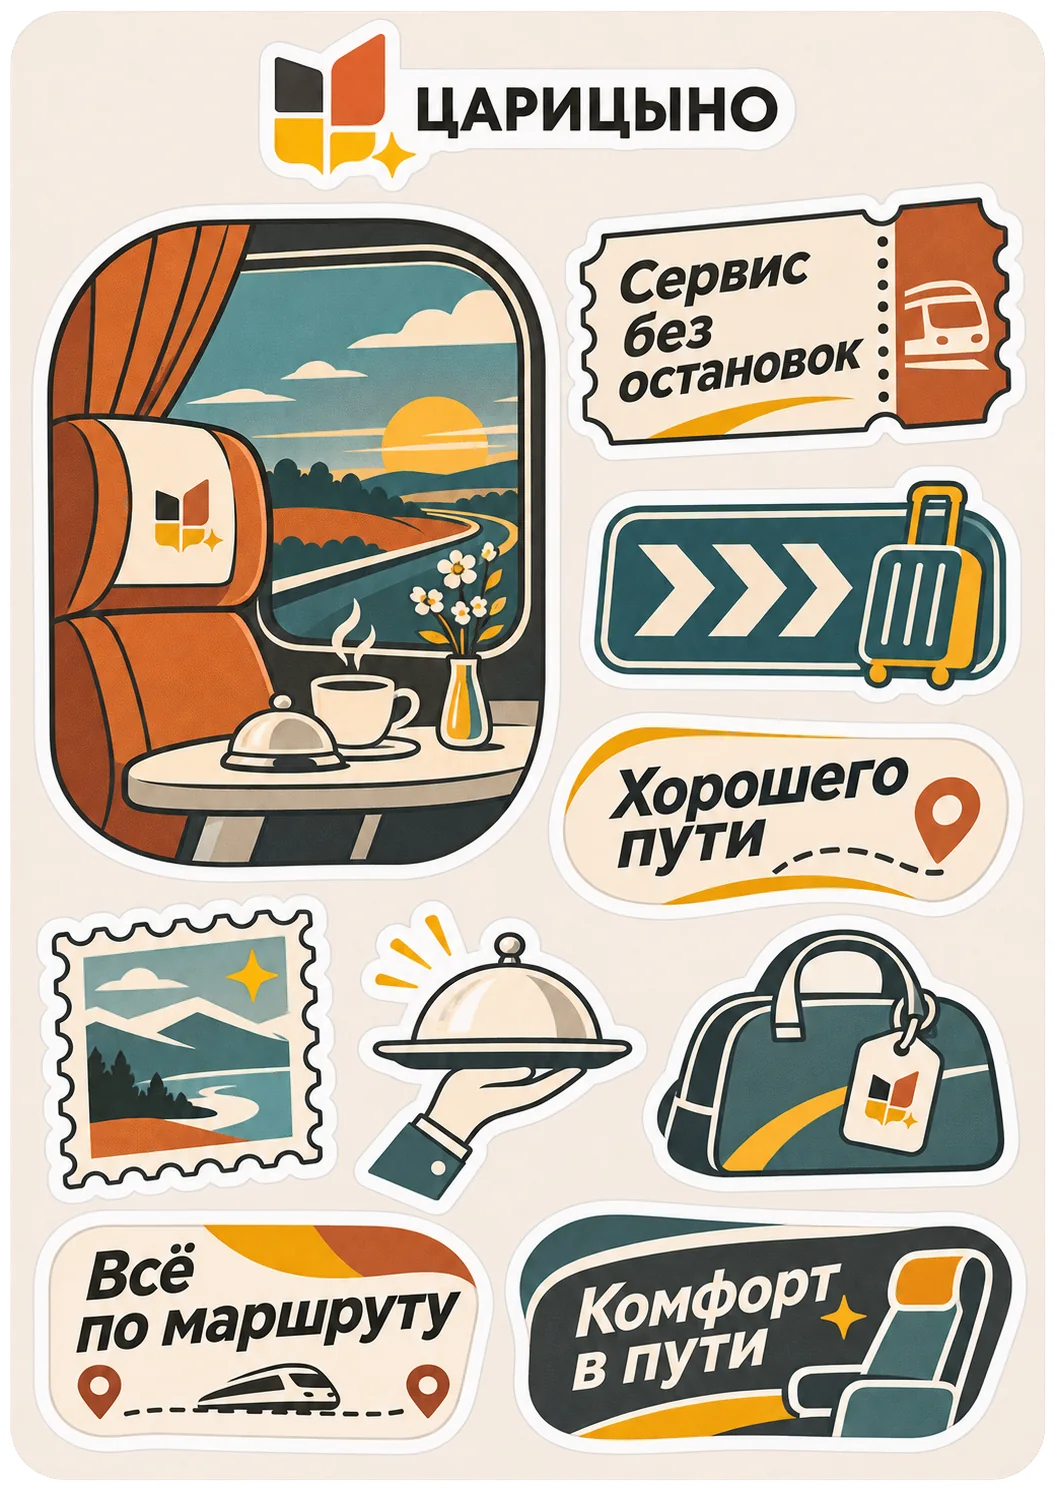 ЦАРИЦЫНО
Сервис
без
остановок
Хорошего
пути
Всё
по маршруту
Комфорт
в пути